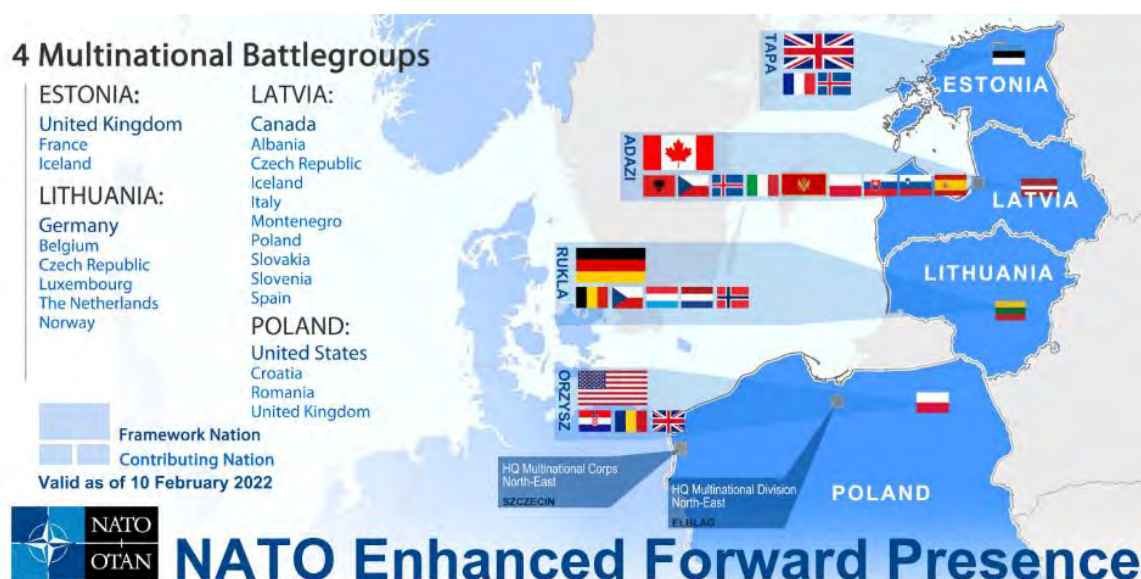 4 Multinational Battlegroups
ESTONIA:
United Kingdom
France
Iceland
LITHUANIA:
Germany
Belgium
Czech Republic
Luxembourg
The Netherlands
Norway
LATVIA:
Canada
Albania
Czech Republic
Iceland
Italy
Montenegro
Poland
Slovakia
Slovenia
Spain
POLAND:
United States
Croatia
Romania
United Kingdom
Framework Nation
Contributing Nation
Valid as of 10 February 2022
TAPA
ESTONIA
ADAZI
LATVIA
RUKLA
LITHUANIA
ORZYSZ
HQ Multinational Corps
North-East
SZCZECIN
HQ Multinational Division
North-East
ELBLAG
POLAND
NATO
OTAN
NATO Enhanced Forward Presence